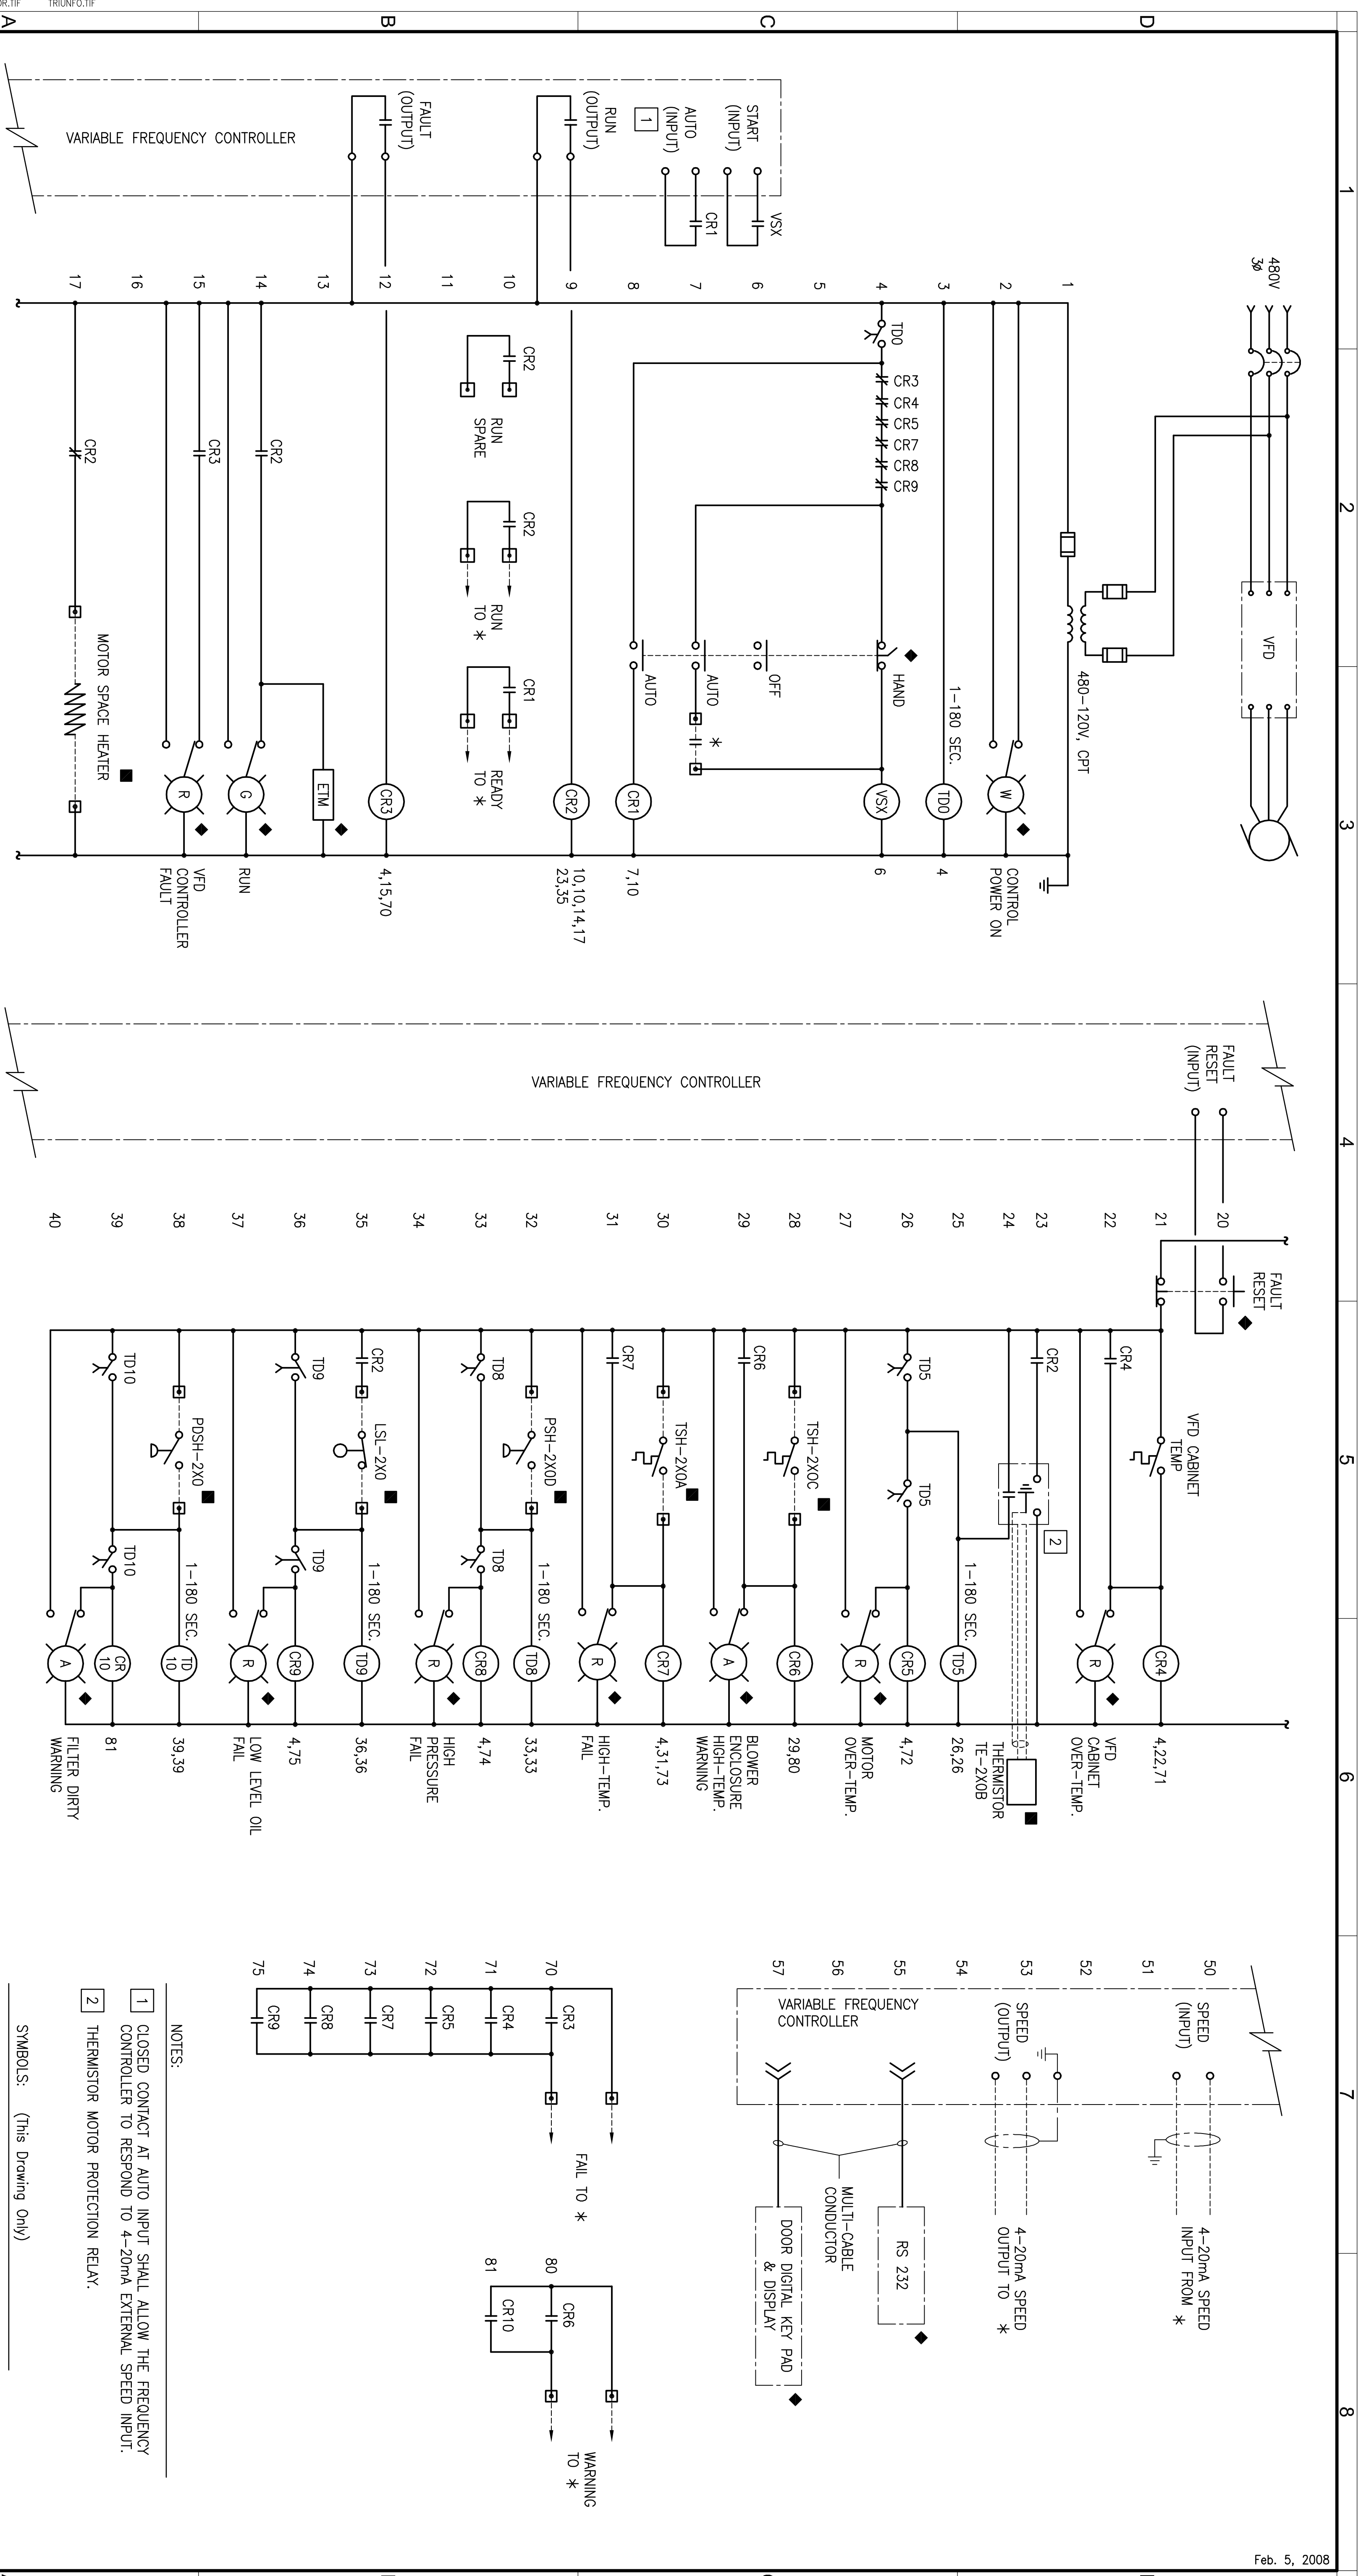 OR.TIF TRIUNFO.TIF
A
B
C
D
1
2
3
4
5
6
7
8
480V
3ø
VFD
480-120V, CPT
1
2
W
CONTROL
POWER ON
3
1-180 SEC.
TDO
4
4
TDO
CR3
CR4
CR5
CR7
CR8
CR9
HAND
VSX
6
5
6
OFF
7
AUTO
*
8
AUTO
CR1
7,10
START
(INPUT)
VSX
AUTO
(INPUT)
1
CR1
RUN
(OUTPUT)
9
CR2
10,10,14,17
23,35
10
CR2
RUN
SPARE
CR2
RUN
TO *
CR1
READY
TO *
11
FAULT
(OUTPUT)
12
CR3
4,15,70
13
ETM
14
CR2
G
RUN
15
CR3
R
VFD
CONTROLLER
FAULT
16
17
CR2
MOTOR SPACE HEATER
VARIABLE FREQUENCY CONTROLLER
FAULT
RESET
(INPUT)
VARIABLE FREQUENCY CONTROLLER
20
FAULT
RESET
21
VFD CABINET
TEMP
CR4
4,22,71
22
CR4
R
VFD
CABINET
OVER-TEMP.
23
CR2
2
24
THERMISTOR
TE-2X0B
25
1-180 SEC.
TD5
26,26
26
TD5
TD5
CR5
4,72
27
R
MOTOR
OVER-TEMP.
28
TSH-2X0C
CR6
29,80
29
CR6
A
BLOWER
ENCLOSURE
HIGH-TEMP.
WARNING
30
TSH-2X0A
CR7
4,31,73
31
CR7
R
HIGH-TEMP.
FAIL
32
PSH-2X0D
1-180 SEC.
TD8
33,33
33
TD8
TD8
CR8
4,74
34
R
HIGH
PRESSURE
FAIL
35
CR2
LSL-2X0
1-180 SEC.
TD9
36,36
36
TD9
TD9
CR9
4,75
37
R
LOW LEVEL OIL
FAIL
38
PDSH-2X0
1-180 SEC.
TD
10
39,39
39
TD10
TD10
CR
10
81
40
A
FILTER DIRTY
WARNING
50
SPEED
(INPUT)
4-20mA SPEED
INPUT FROM *
51
52
53
SPEED
(OUTPUT)
4-20mA SPEED
OUTPUT TO *
54
55
RS 232
56
MULTI-CABLE
CONDUCTOR
57
VARIABLE FREQUENCY
CONTROLLER
DOOR DIGITAL KEY PAD
& DISPLAY
70
CR3
FAIL TO *
71
CR4
72
CR5
73
CR7
74
CR8
75
CR9
80
CR6
WARNING
TO *
81
CR10
NOTES:
1 CLOSED CONTACT AT AUTO INPUT SHALL ALLOW THE FREQUENCY
CONTROLLER TO RESPOND TO 4-20mA EXTERNAL SPEED INPUT.
2 THERMISTOR MOTOR PROTECTION RELAY.
SYMBOLS: (This Drawing Only)
Feb. 5, 2008